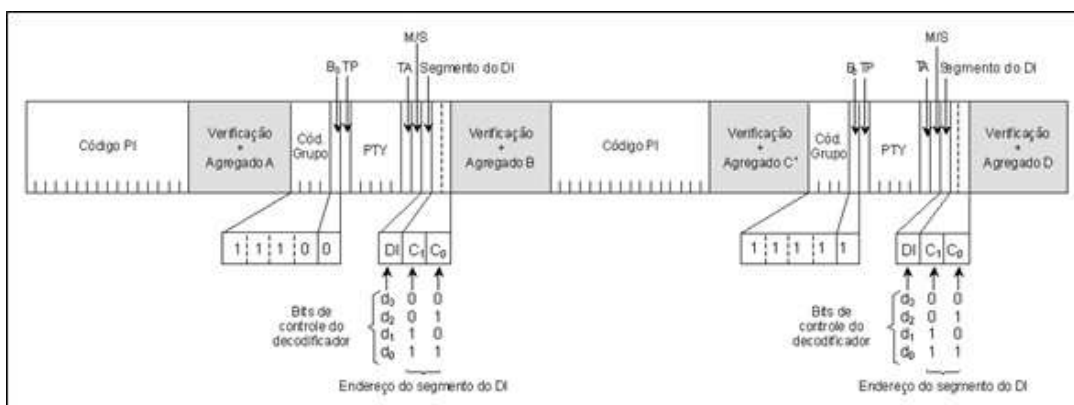 M/S M/S
B₀ TP TA Segmento do DI B₀ TP TA Segmento do DI
Código PI Verificação + Agregado A Cód. Grupo PTY Verificação + Agregado B Código PI Verificação + Agregado C' Cód. Grupo PTY Verificação + Agregado D
1 1 1 0 0 DI C₁ C₀ 1 1 1 1 1 DI C₁ C₀
Bits de controle do decodificador
d₃ 0 0
d₂ 0 1
d₁ 1 0
d₀ 1 1
Endereço do segmento do DI
Bits de controle do decodificador
d₃ 0 0
d₂ 0 1
d₁ 1 0
d₀ 1 1
Endereço do segmento do DI